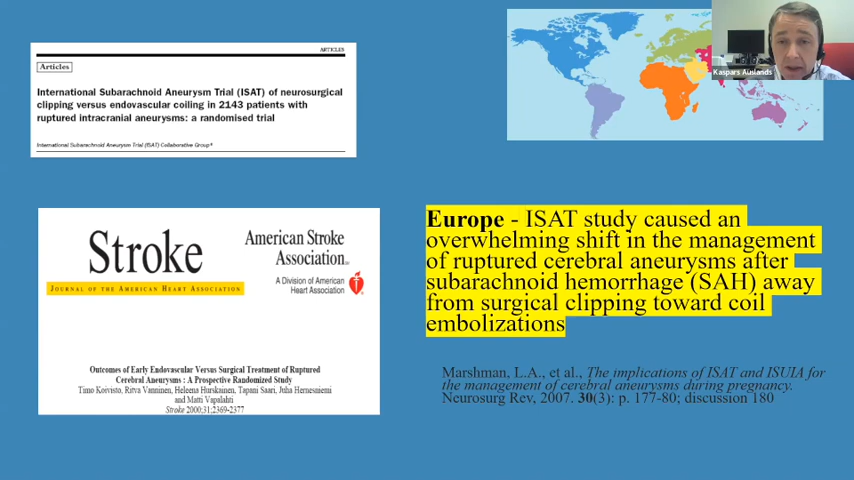 ARTICLES
Articles
International Subarachnoid Aneurysm Trial (ISAT) of neurosurgical
clipping versus endovascular coiling in 2143 patients with
ruptured intracranial aneurysms: a randomised trial
International Subarachnoid Aneurysm Trial (ISAT) Collaborative Group*
Kaspars Auslands
Stroke
JOURNAL OF THE AMERICAN HEART ASSOCIATION
American Stroke
Association
A Division of American
Heart Association
Outcomes of Early Endovascular Versus Surgical Treatment of Ruptured
Cerebral Aneurysms : A Prospective Randomized Study
Timo Koivisto, Ritva Vanninen, Heleena Hurskainen, Tapani Saari, Juha Hernesniemi
and Matti Vapalahti
Stroke 2000;31;2369-2377
Europe - ISAT study caused an
overwhelming shift in the management
of ruptured cerebral aneurysms after
subarachnoid hemorrhage (SAH) away
from surgical clipping toward coil
embolizations
Marshman, L.A., et al., The implications of ISAT and ISUIA for
the management of cerebral aneurysms during pregnancy.
Neurosurg Rev, 2007. 30(3): p. 177-80; discussion 180